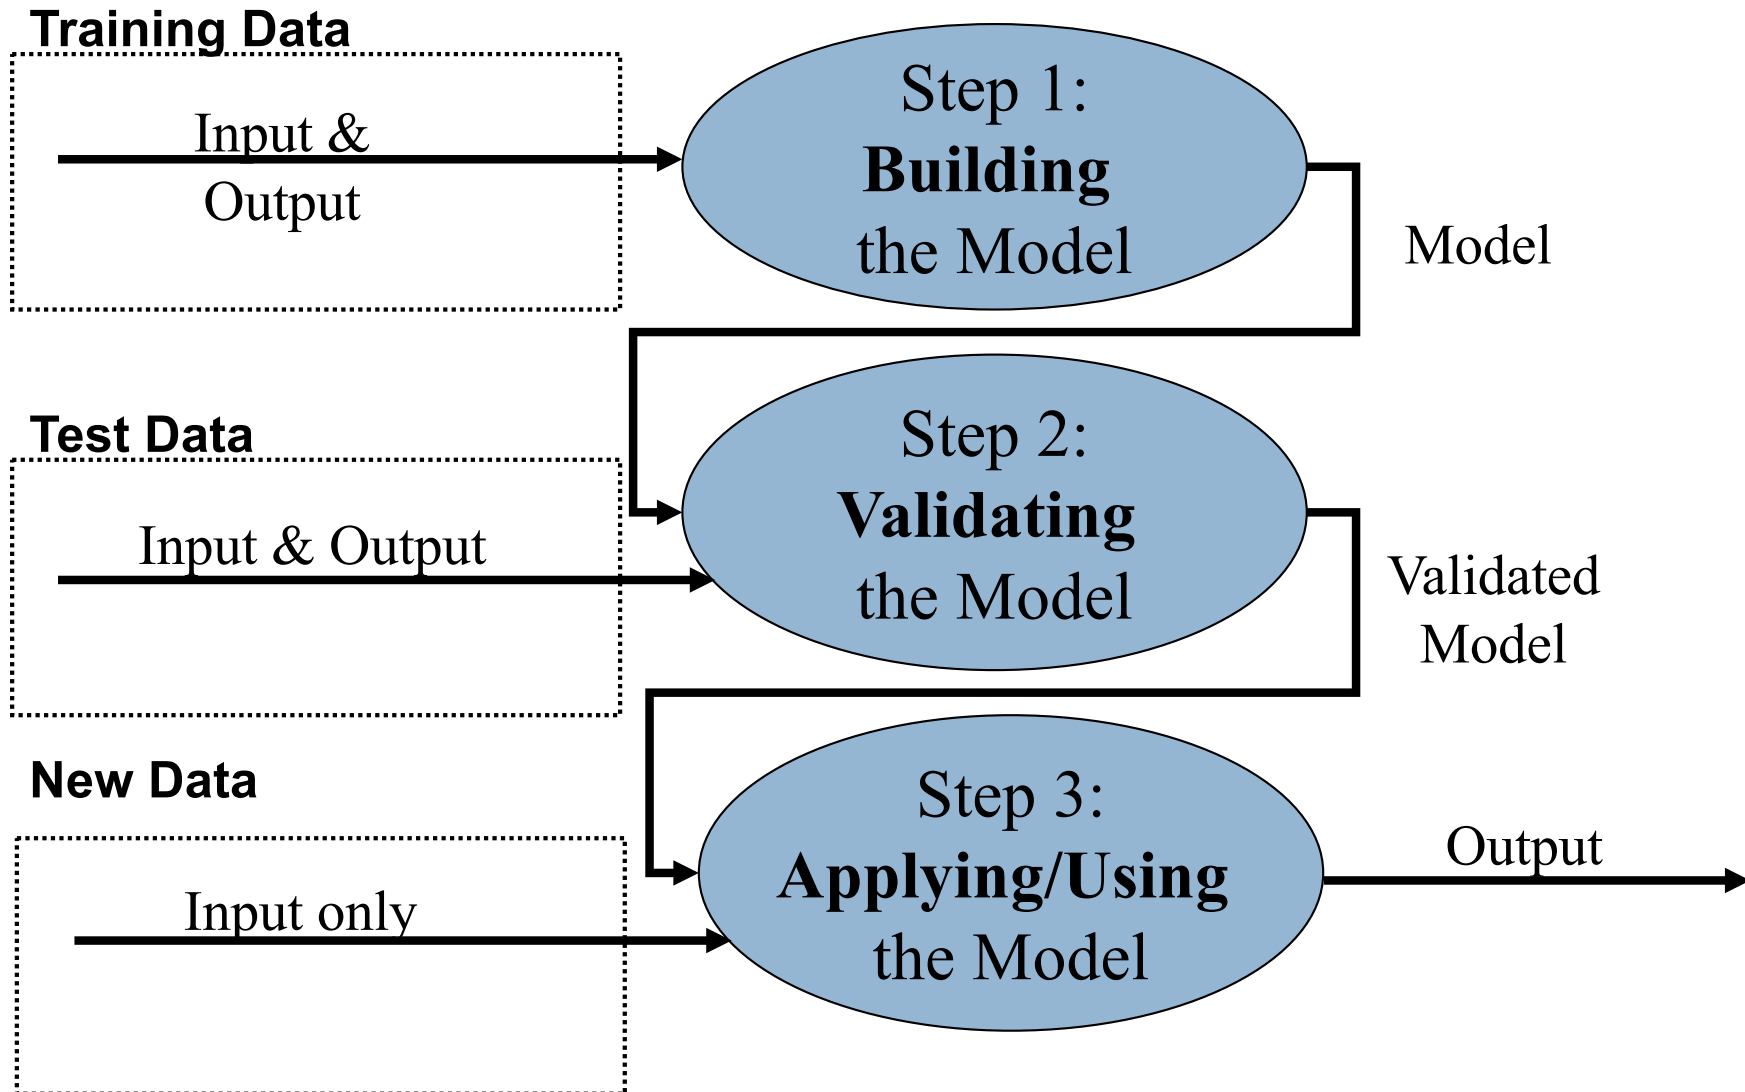 Training Data
Input &
Output
Step 1:
Building
the Model
Model
Test Data
Input & Output
Step 2:
Validating
the Model
Validated
Model
New Data
Input only
Step 3:
Applying/Using
the Model
Output